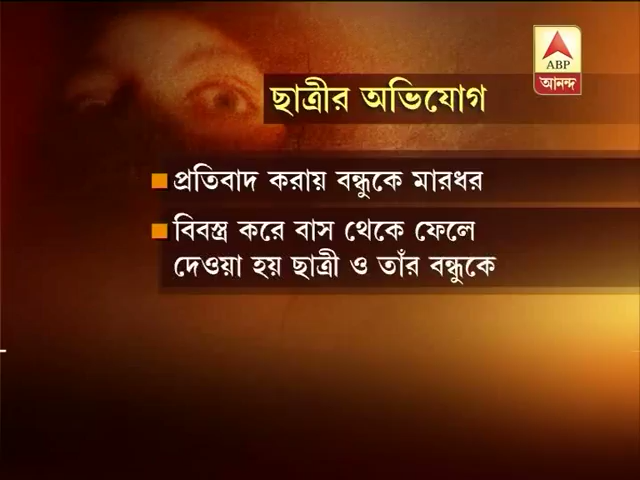 ABP
আনন্দ
ছাত্রীর অভিযোগ
প্রতিবাদ করায় বন্ধুকে মারধর
বিবস্ত্র করে বাস থেকে ফেলে
দেওয়া হয় ছাত্রী ও তাঁর বন্ধুকে